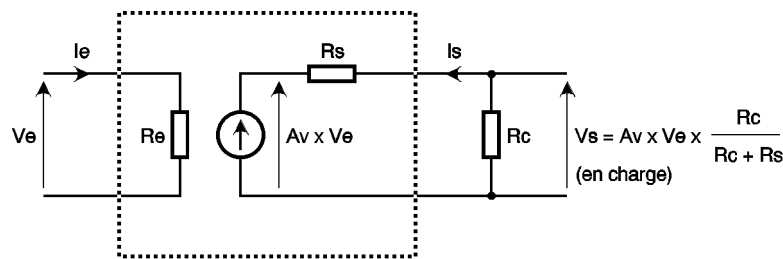 Ie
Rs
Is
Ve
Re
Av x Ve
Rc
Vs = Av x Ve x Rc / Rc + Rs
(en charge)